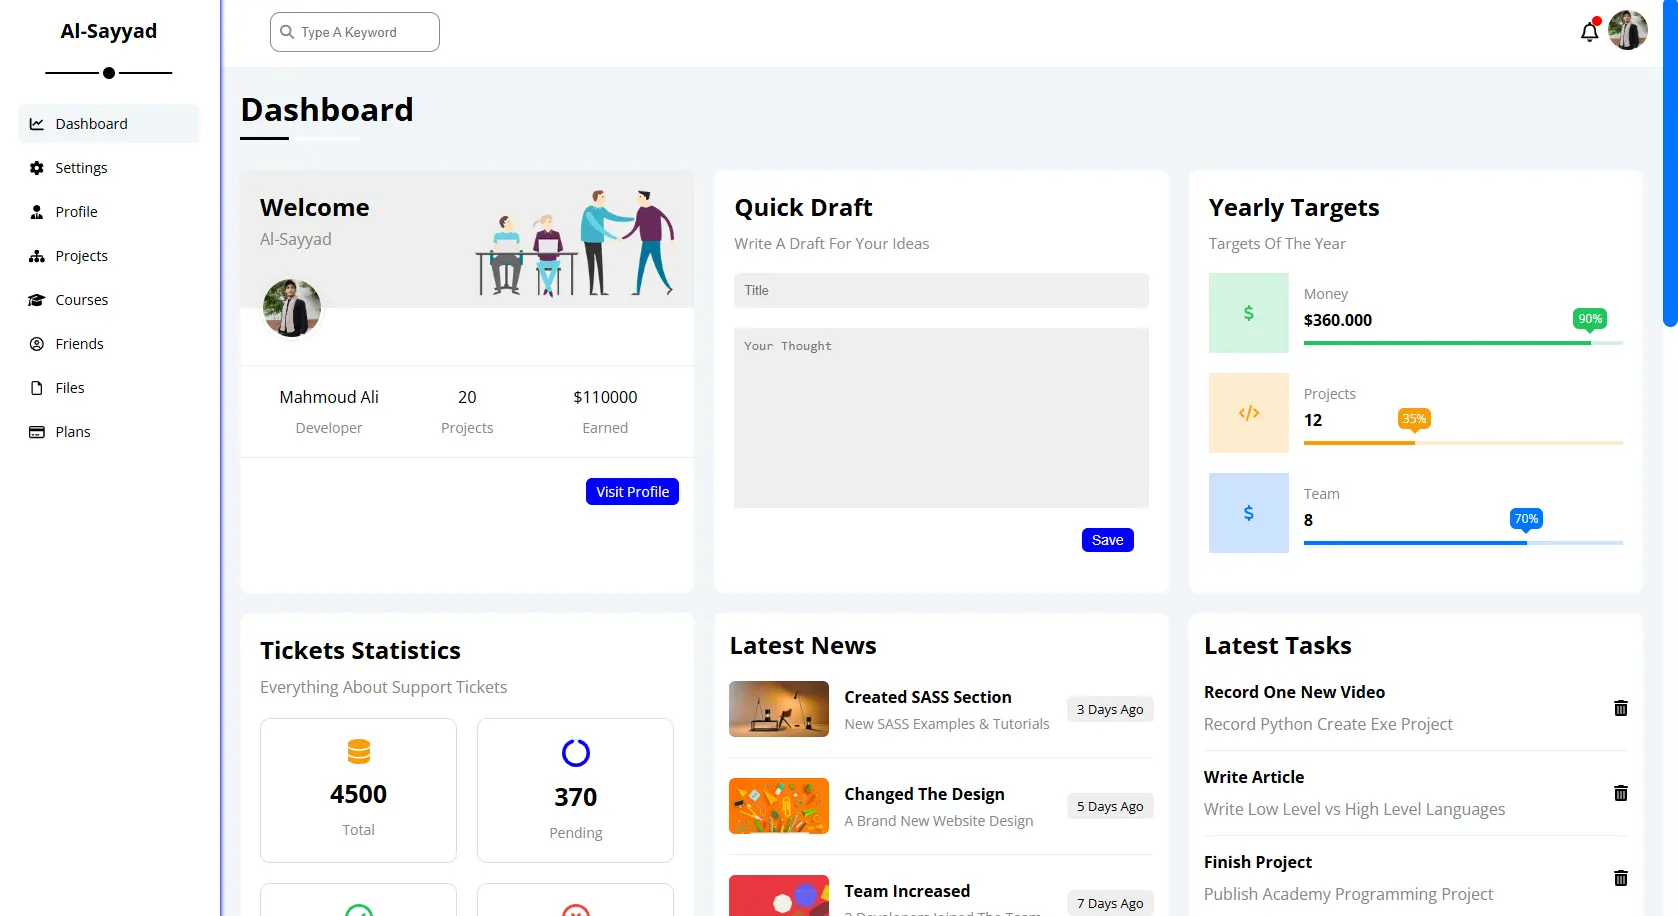 Al-Sayyad
Type A Keyword
Dashboard
Settings
Profile
Projects
Courses
Friends
Files
Plans
Dashboard
Welcome
Al-Sayyad
Mahmoud Ali
Developer
20
Projects
$110000
Earned
Visit Profile
Quick Draft
Write A Draft For Your Ideas
Title
Your Thought
Save
Yearly Targets
Targets Of The Year
Money
$360.000
90%
Projects
12
35%
Team
8
70%
Tickets Statistics
Everything About Support Tickets
4500
Total
370
Pending
Latest News
Created SASS Section
New SASS Examples & Tutorials
3 Days Ago
Changed The Design
A Brand New Website Design
5 Days Ago
Team Increased
3 Developers Joined The Team
7 Days Ago
Latest Tasks
Record One New Video
Record Python Create Exe Project
Write Article
Write Low Level vs High Level Languages
Finish Project
Publish Academy Programming Project